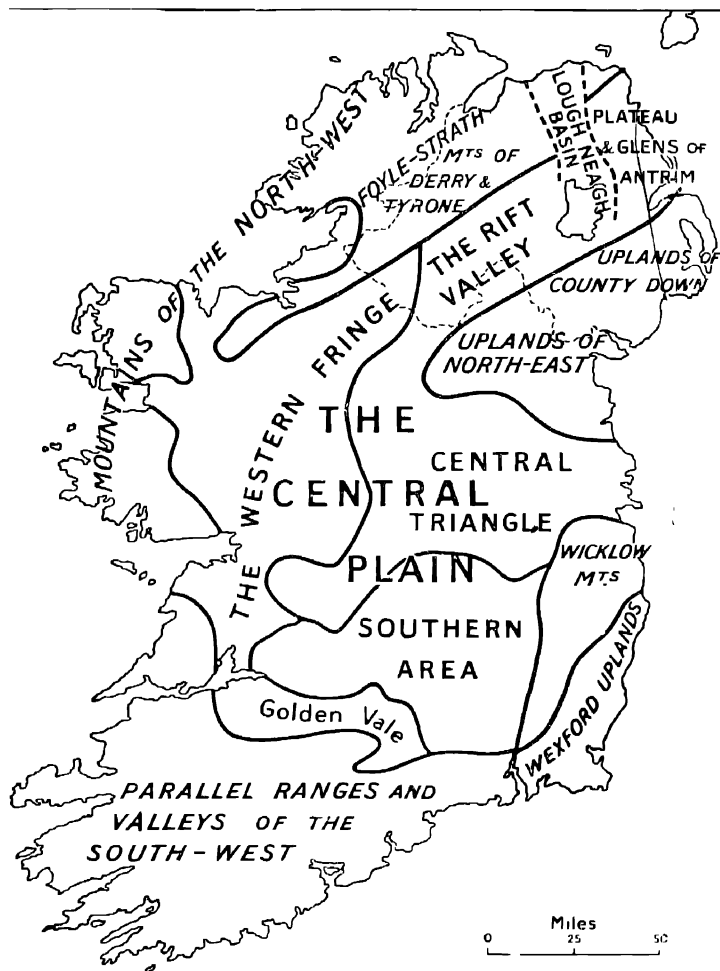 MOUNTAINS OF THE NORTH-WEST
FOYLE-STRATH
MTS OF
DERRY &
TYRONE
LOUGH NEAGH
BASIN
PLATEAU
& GLENS OF
ANTRIM
THE RIFT
VALLEY
UPLANDS OF
COUNTY DOWN
UPLANDS OF
NORTH-EAST
THE WESTERN FRINGE
THE
CENTRAL
PLAIN
CENTRAL
TRIANGLE
WICKLOW
MTS
SOUTHERN
AREA
WEXFORD UPLANDS
Golden Vale
PARALLEL RANGES AND
VALLEYS OF THE
SOUTH-WEST
Miles
0 25 50